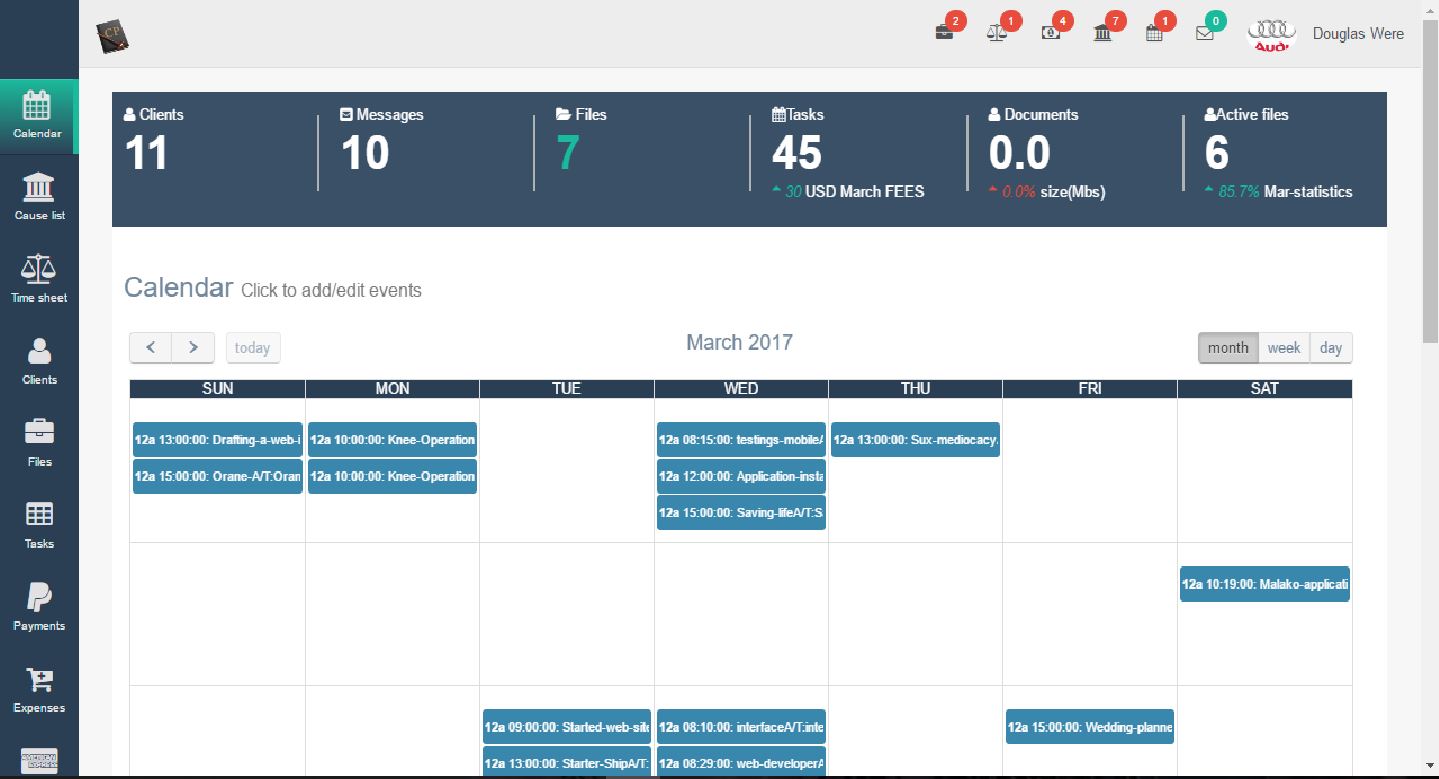 CP
2
1
4
7
1
0
Audi
Douglas Were
Calendar
Cause list
Time sheet
Clients
Files
Tasks
Payments
Expenses
Clients
11
Messages
10
Files
7
Tasks
45
30 USD March FEES
Documents
0.0
0.0% size(Mbs)
Active files
6
85.7% Mar-statistics
Calendar Click to add/edit events
today
March 2017
month week day
SUN MON TUE WED THU FRI SAT
12a 13:00:00: Drafting-a-web-i
12a 15:00:00: Orane-A/T:Oran
12a 10:00:00: Knee-Operation
12a 10:00:00: Knee-Operation
12a 08:15:00: testings-mobileA
12a 12:00:00: Application-insta
12a 15:00:00: Saving-lifeA/T:S
12a 13:00:00: Sux-mediocacy.
12a 10:19:00: Malako-applicati
12a 09:00:00: Started-web-site
12a 13:00:00: Starter-ShipA/T:
12a 08:10:00: interfaceA/T:inte
12a 08:29:00: web-developerA
12a 15:00:00: Wedding-planne